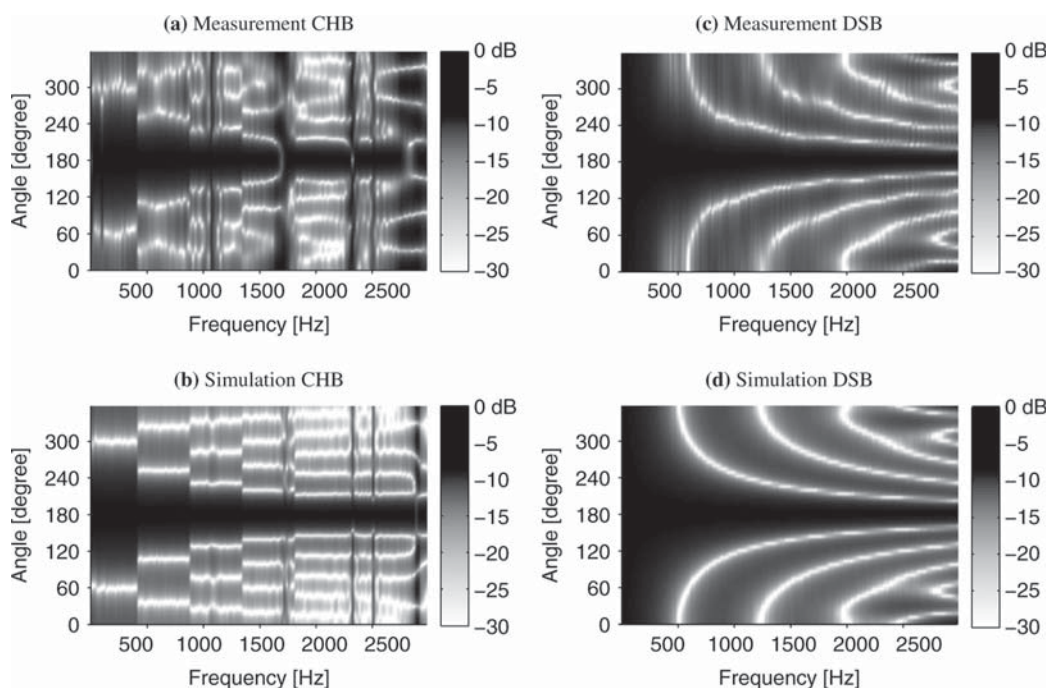 (a) Measurement CHB
Angle [degree]
300
240
180
120
60
0
500 1000 1500 2000 2500
Frequency [Hz]
0 dB
−5
−10
−15
−20
−25
−30
(c) Measurement DSB
Angle [degree]
300
240
180
120
60
0
500 1000 1500 2000 2500
Frequency [Hz]
0 dB
−5
−10
−15
−20
−25
−30
(b) Simulation CHB
Angle [degree]
300
240
180
120
60
0
500 1000 1500 2000 2500
Frequency [Hz]
0 dB
−5
−10
−15
−20
−25
−30
(d) Simulation DSB
Angle [degree]
300
240
180
120
60
0
500 1000 1500 2000 2500
Frequency [Hz]
0 dB
−5
−10
−15
−20
−25
−30